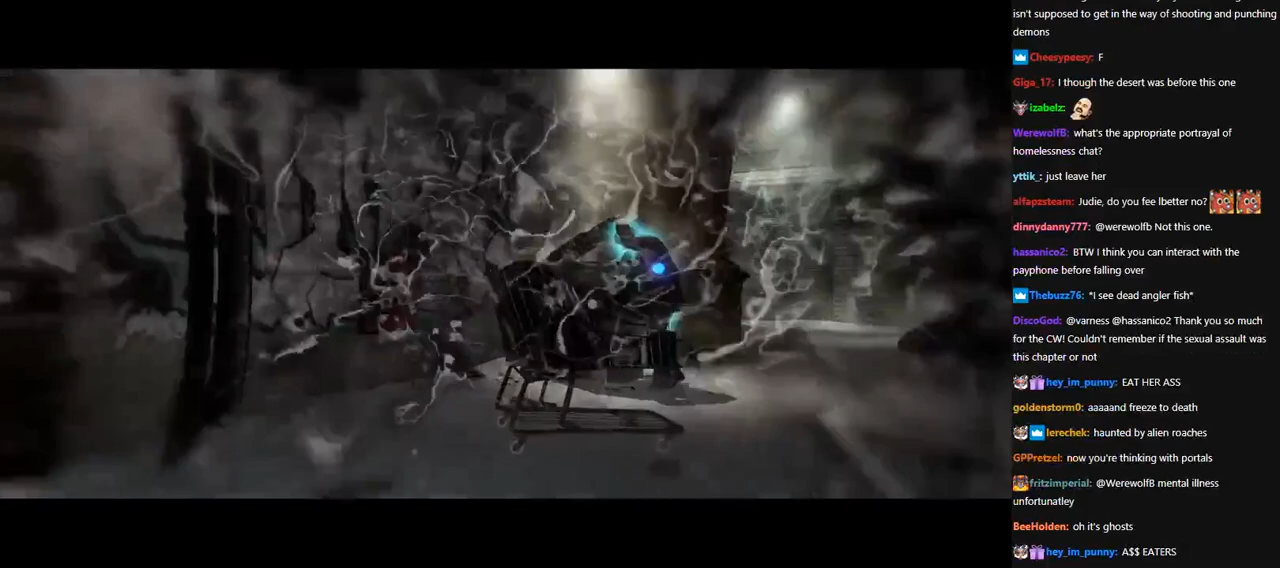 isn't supposed to get in the way of shooting and punching
demons
Cheesypeesy: F
Giga_17: I though the desert was before this one
izabelz:
WerewolfB: what's the appropriate portrayal of
homelessness chat?
yttik_: just leave her
alfapzsteam: Judie, do you fee lbetter no?
dinnydanny777: @werewolfb Not this one.
hassanico2: BTW I think you can interact with the
payphone before falling over
Thebuzz76: *I see dead angler fish*
DiscoGod: @varness @hassanico2 Thank you so much
for the CW! Couldn't remember if the sexual assault was
this chapter or not
hey_im_punny: EAT HER ASS
goldenstorm0: aaaaand freeze to death
lerechek: haunted by alien roaches
GPPretzel: now you're thinking with portals
fritzimperial: @WerewolfB mental illness
unfortunatley
BeeHolden: oh it's ghosts
hey_im_punny: A$$ EATERS